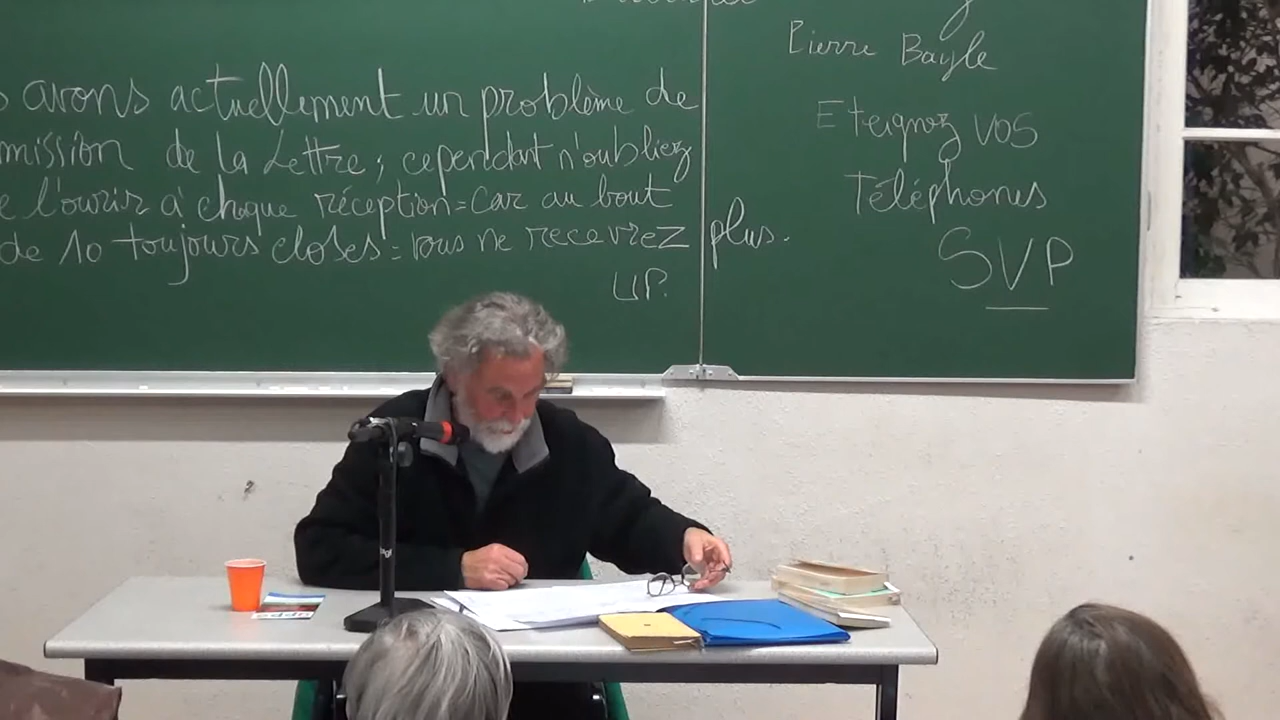 Pierre Bayle
avons actuellement un problème de
mission de la Lettre ; cependant n'oubliez
l'ouvrir à chaque réception = car au bout
de 10 toujours closes = vous ne recevrez plus.
UP.
Eteignez vos
Téléphones
SVP